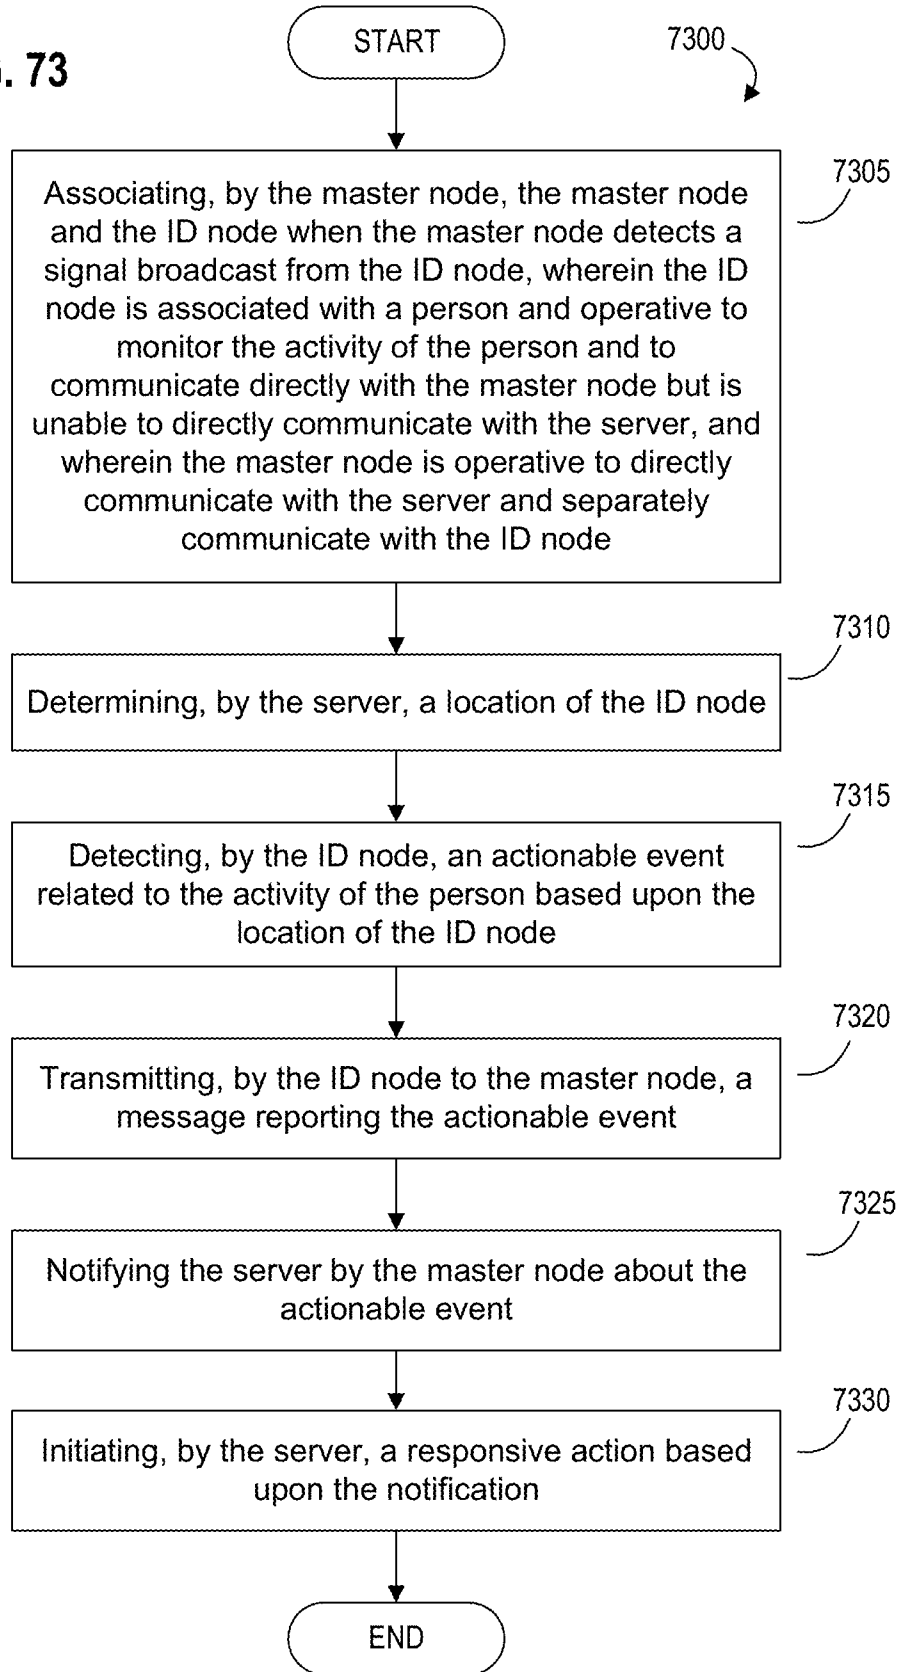 . 73
START
7300
7305
Associating, by the master node, the master node
and the ID node when the master node detects a
signal broadcast from the ID node, wherein the ID
node is associated with a person and operative to
monitor the activity of the person and to
communicate directly with the master node but is
unable to directly communicate with the server, and
wherein the master node is operative to directly
communicate with the server and separately
communicate with the ID node
7310
Determining, by the server, a location of the ID node
7315
Detecting, by the ID node, an actionable event
related to the activity of the person based upon the
location of the ID node
7320
Transmitting, by the ID node to the master node, a
message reporting the actionable event
7325
Notifying the server by the master node about the
actionable event
7330
Initiating, by the server, a responsive action based
upon the notification
END